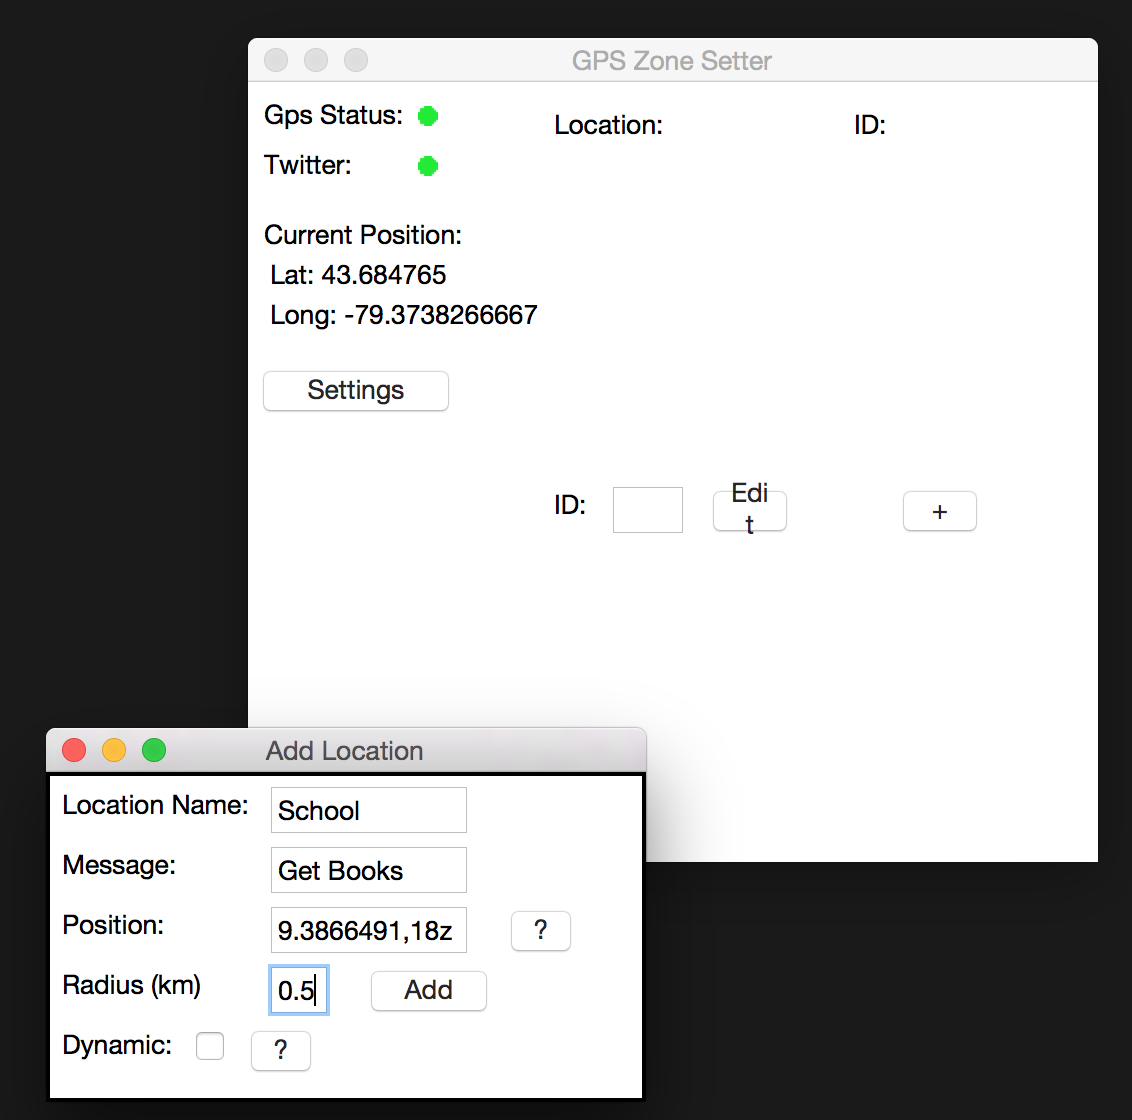 GPS Zone Setter
Gps Status:
Location:
ID:
Twitter:
Current Position:
Lat: 43.684765
Long: -79.3738266667
Settings
ID:
Edi
t
+
Add Location
Location Name: School
Message: Get Books
Position: 9.3866491,18z ?
Radius (km) 0.5 Add
Dynamic: ?